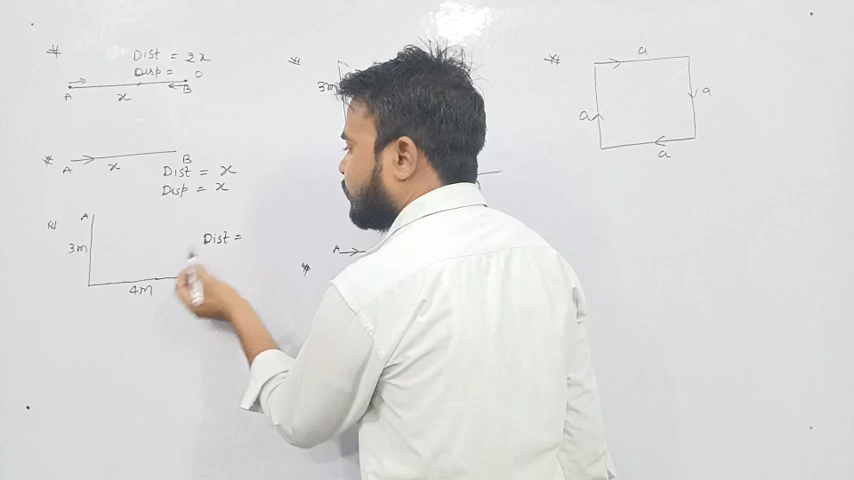 * Dist = 2x
Disp = 0
A x B
* A x B
Dist = x
Disp = x
A
3m
Dist =
4m
* 3m
* A
* a
a
a
a